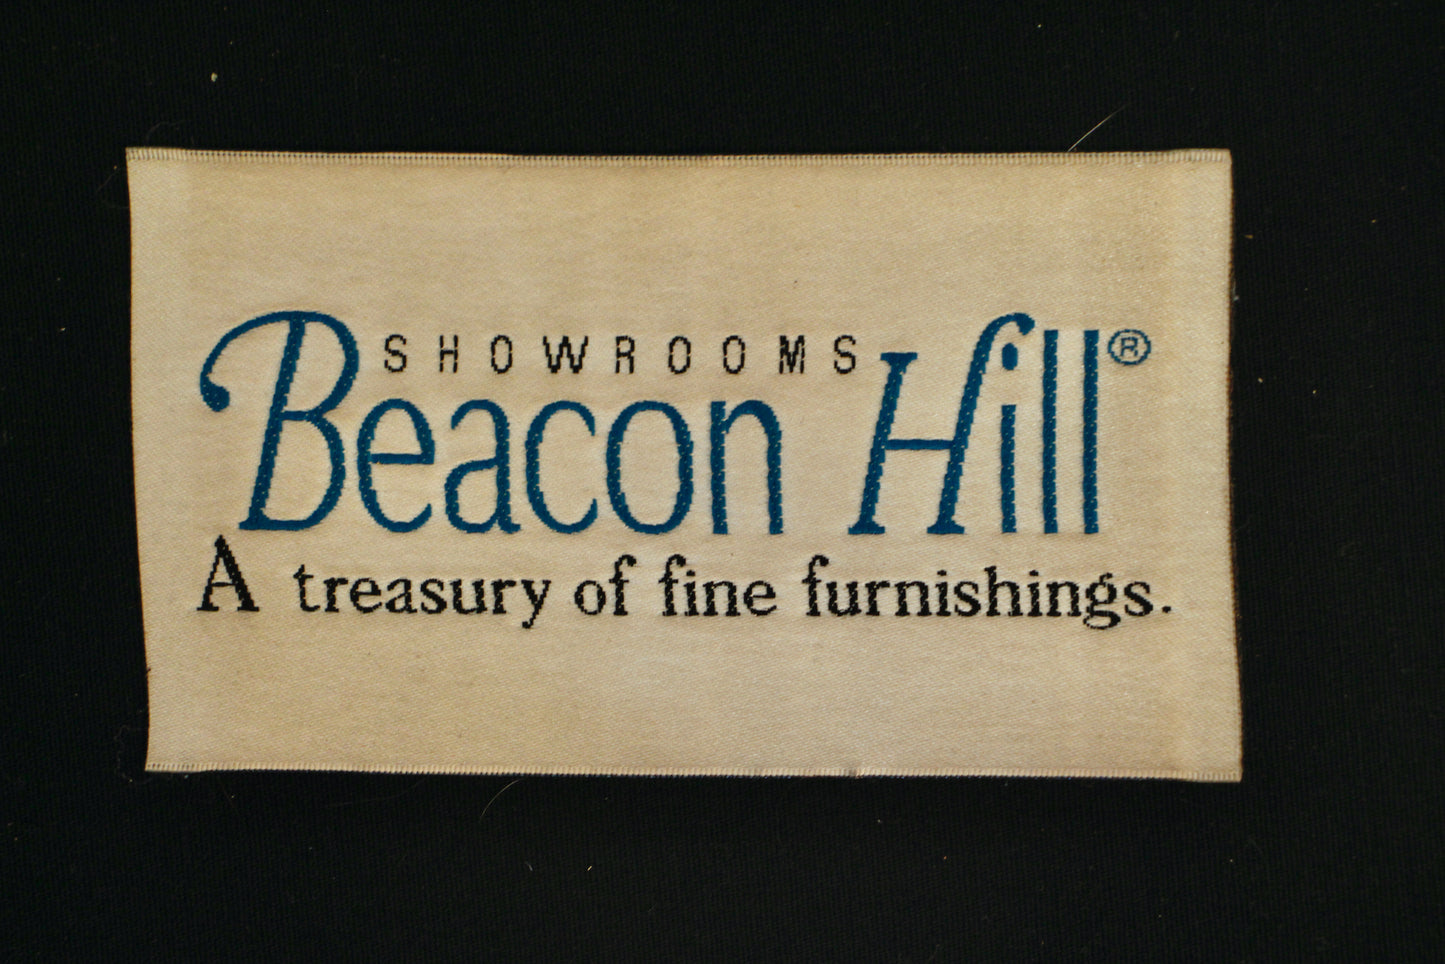 SHOWROOMS
Beacon Hill®
A treasury of fine furnishings.